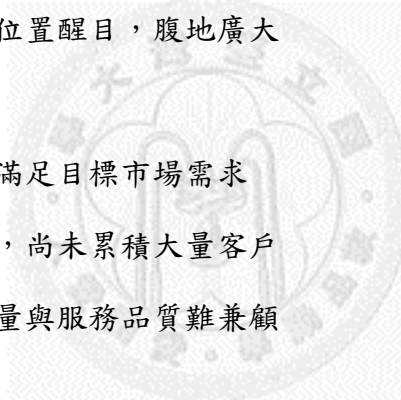 位置醒目，腹地廣大
滿足目標市場需求
，尚未累積大量客戶
量與服務品質難兼顧